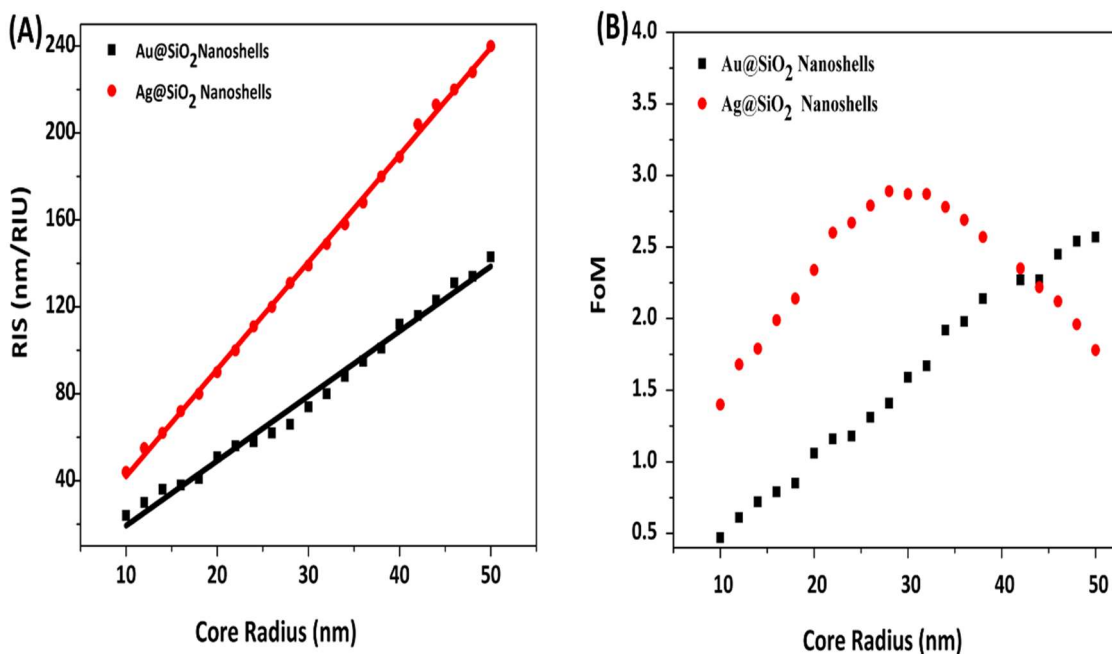 (A)
Au@SiO2Nanoshells
Ag@SiO2 Nanoshells
240
200
160
120
80
40
RIS (nm/RIU)
10 20 30 40 50
Core Radius (nm)
(B)
Au@SiO2 Nanoshells
Ag@SiO2 Nanoshells
4.0
3.5
3.0
2.5
2.0
1.5
1.0
0.5
FoM
10 20 30 40 50
Core Radius (nm)